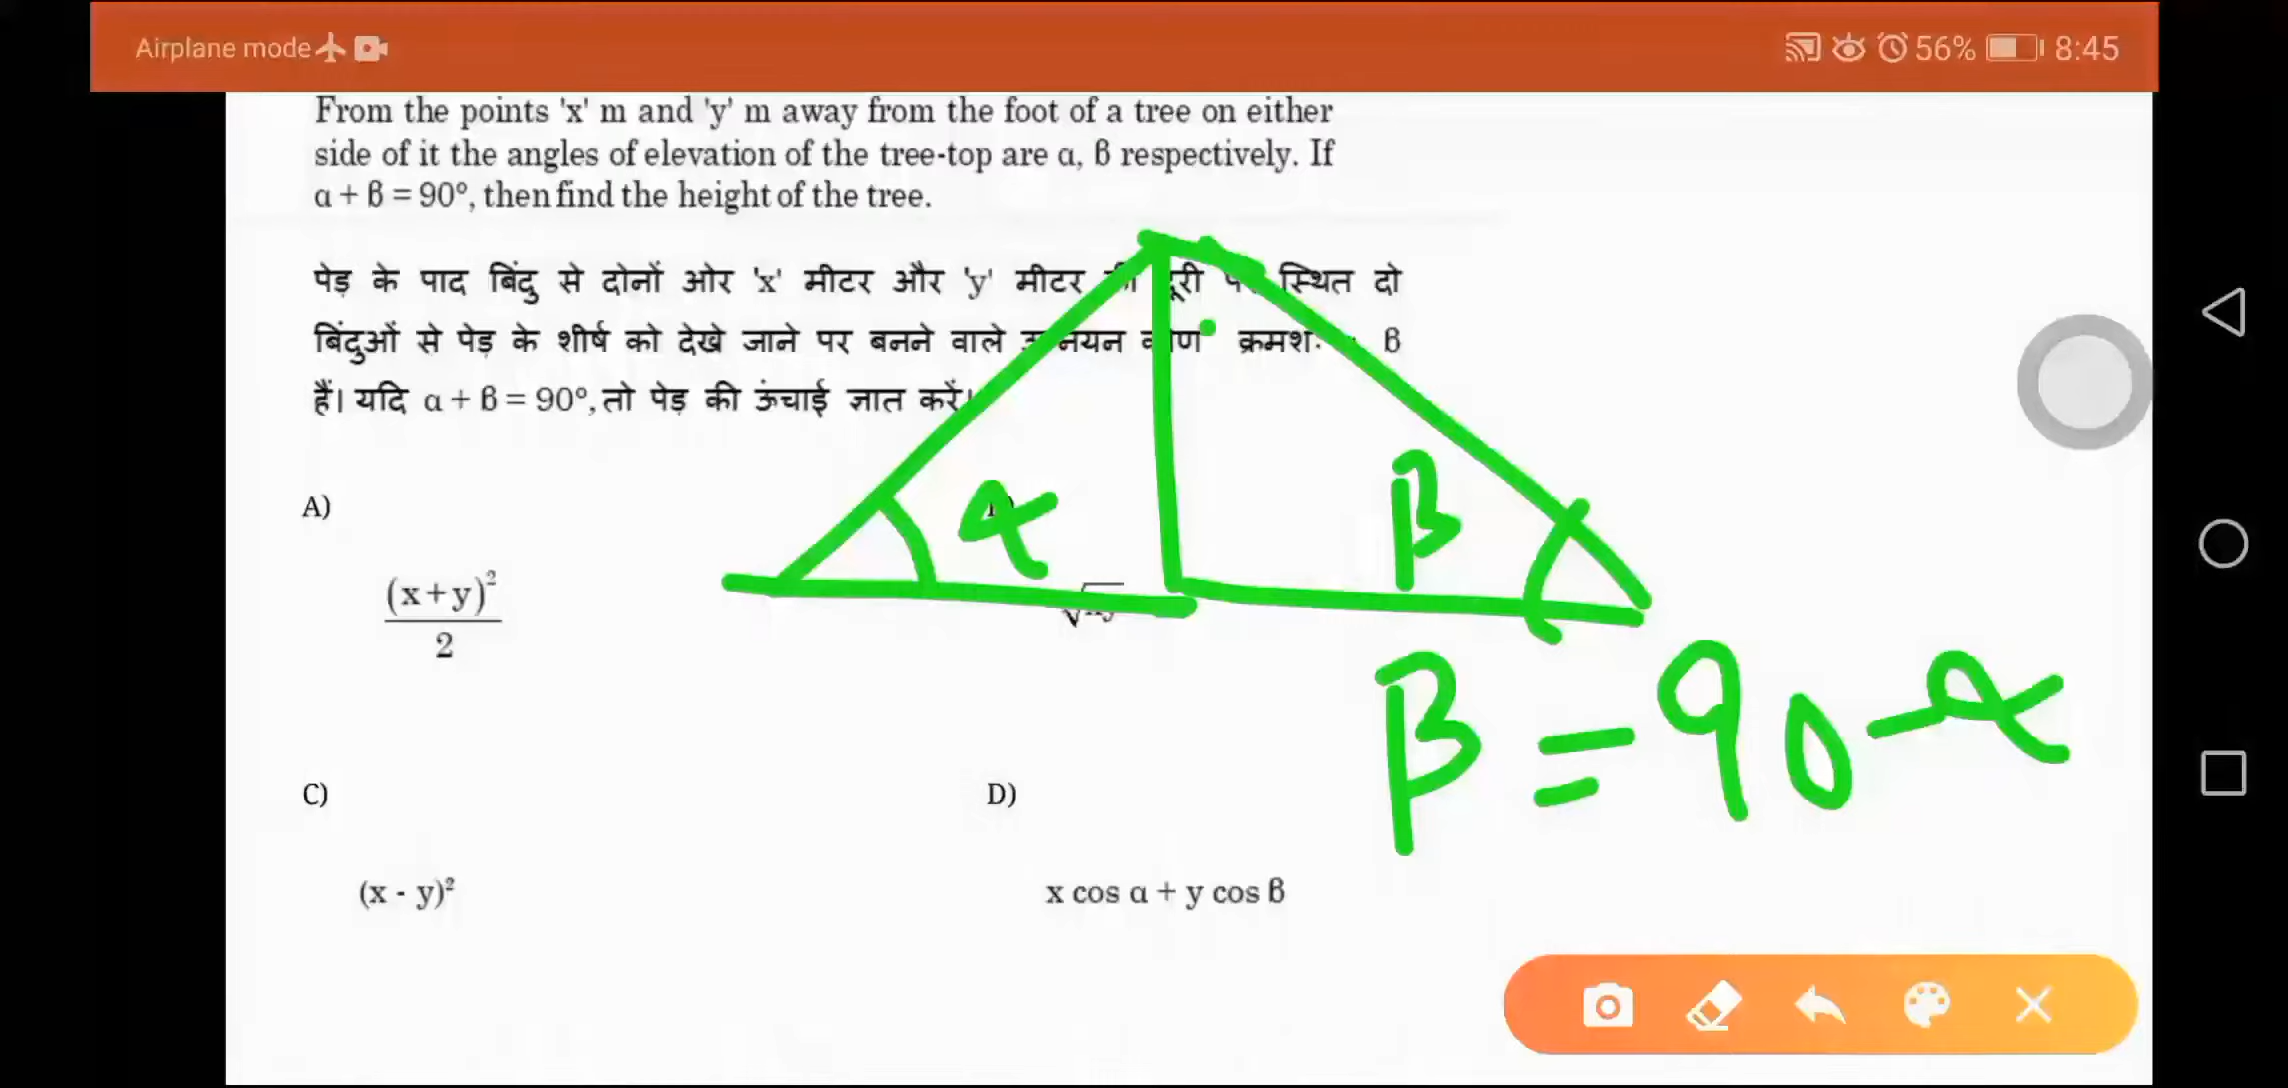 Airplane mode 56% 8:45
From the points 'x' m and 'y' m away from the foot of a tree on either
side of it the angles of elevation of the tree-top are α, β respectively. If
α + β = 90°, then find the height of the tree.
पेड़ के पाद बिंदु से दोनों ओर 'x' मीटर और 'y' मीटर स्थित दो
बिंदुओं से पेड़ के शीर्ष को देखे जाने पर बनने वाले क्रमशः β
हैं। यदि α + β = 90°, तो पेड़ की ऊंचाई ज्ञात करें।
A)
(x+y)²
2
α
β
β = 90 - α
C)
(x - y)²
D)
x cos α + y cos β